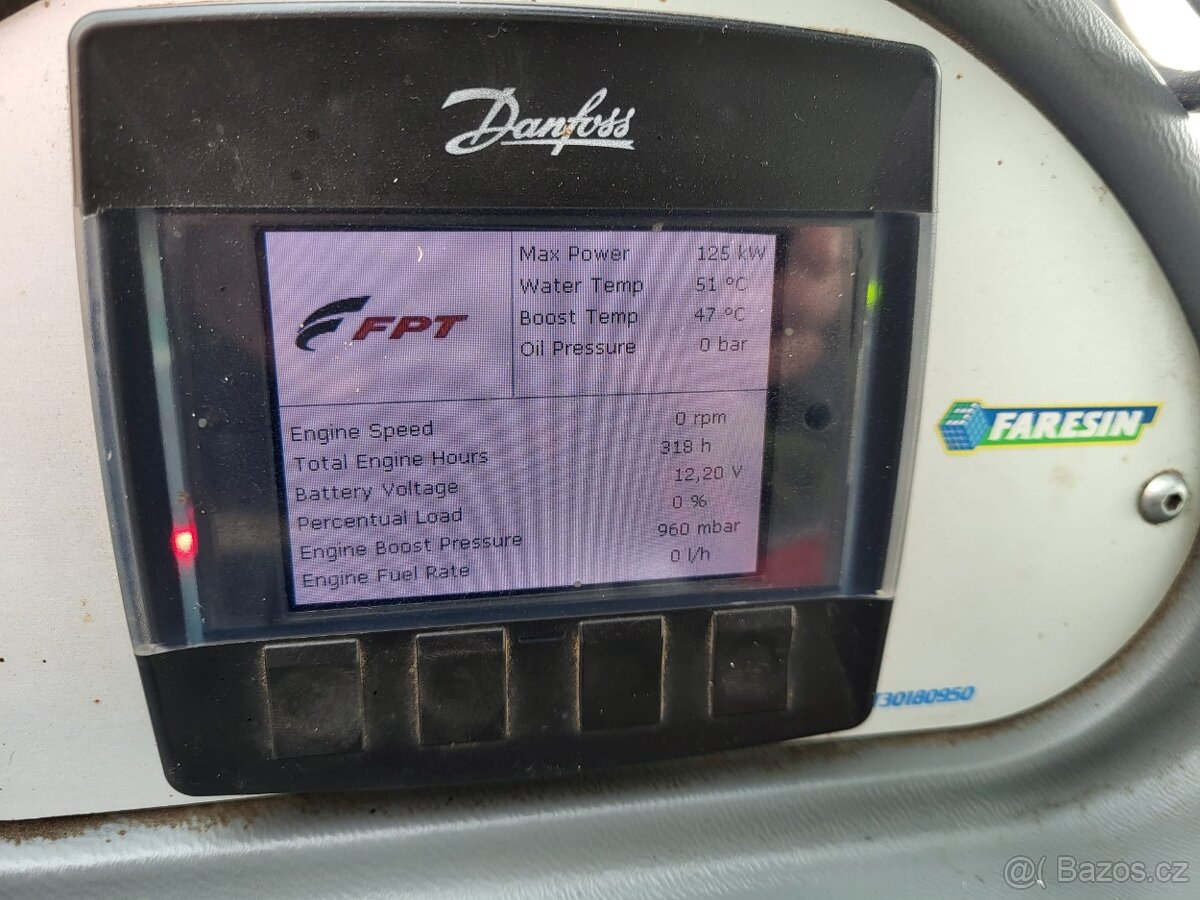 Danfoss
FPT
Max Power 125 kW
Water Temp 51 °C
Boost Temp 47 °C
Oil Pressure 0 bar
Engine Speed 0 rpm
Total Engine Hours 318 h
Battery Voltage 12,20 V
Percentual Load 0 %
Engine Boost Pressure 960 mbar
Engine Fuel Rate 0 l/h
FARESIN
730180950
Bazos.cz